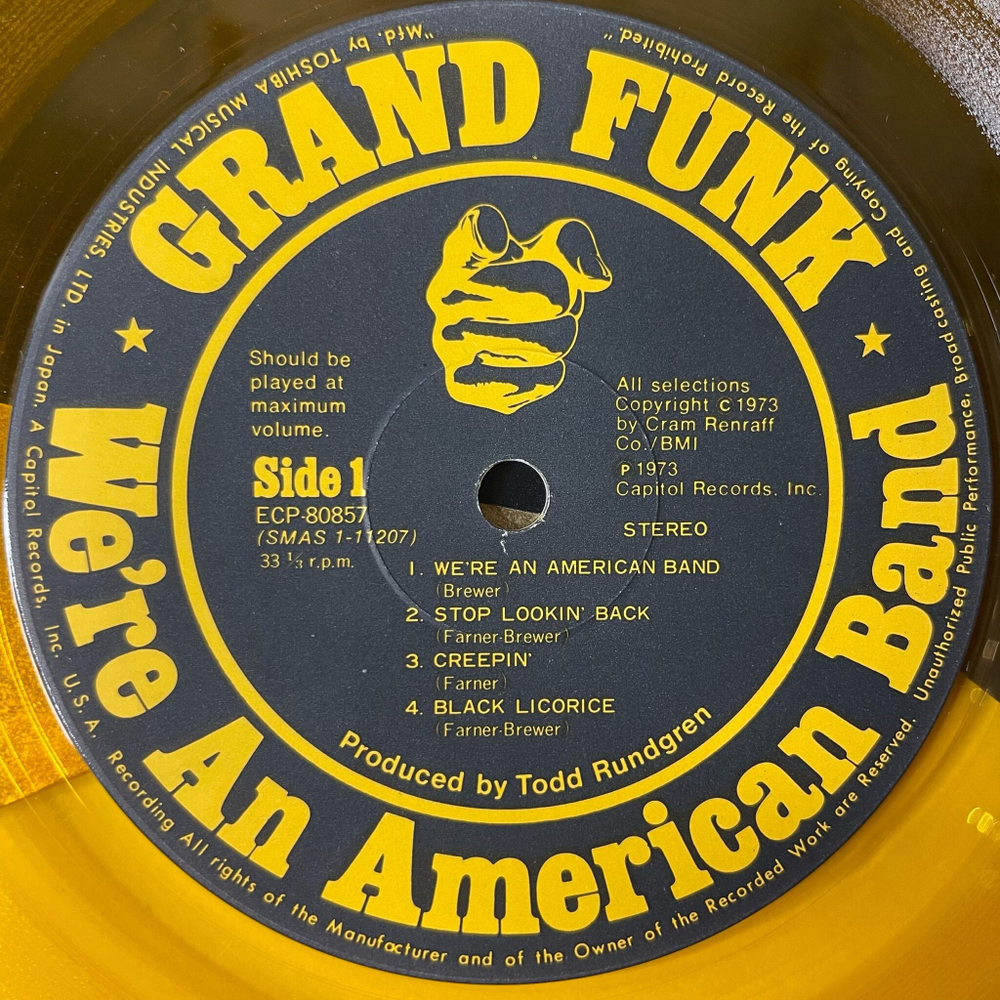 GRAND FUNK
We're An American Band
Should be
played at
maximum
volume.
Side 1
ECP-80857
(SMAS 1-11207)
33 ⅓ r.p.m.
All selections
Copyright © 1973
by Cram Renraff
Co./BMI
℗ 1973
Capitol Records, Inc.
STEREO
1. WE'RE AN AMERICAN BAND
(Brewer)
2. STOP LOOKIN' BACK
(Farner-Brewer)
3. CREEPIN'
(Farner)
4. BLACK LICORICE
(Farner-Brewer)
Produced by Todd Rundgren
"Mfd. by TOSHIBA MUSICAL INDUSTRIES, LTD. in Japan. A Capitol Records, Inc. U.S.A. Recording All rights of the Manufacturer and of the Owner of the Recorded Work are Reserved. Unauthorized Public Performance, Broadcasting and Copying of the Record Prohibited."